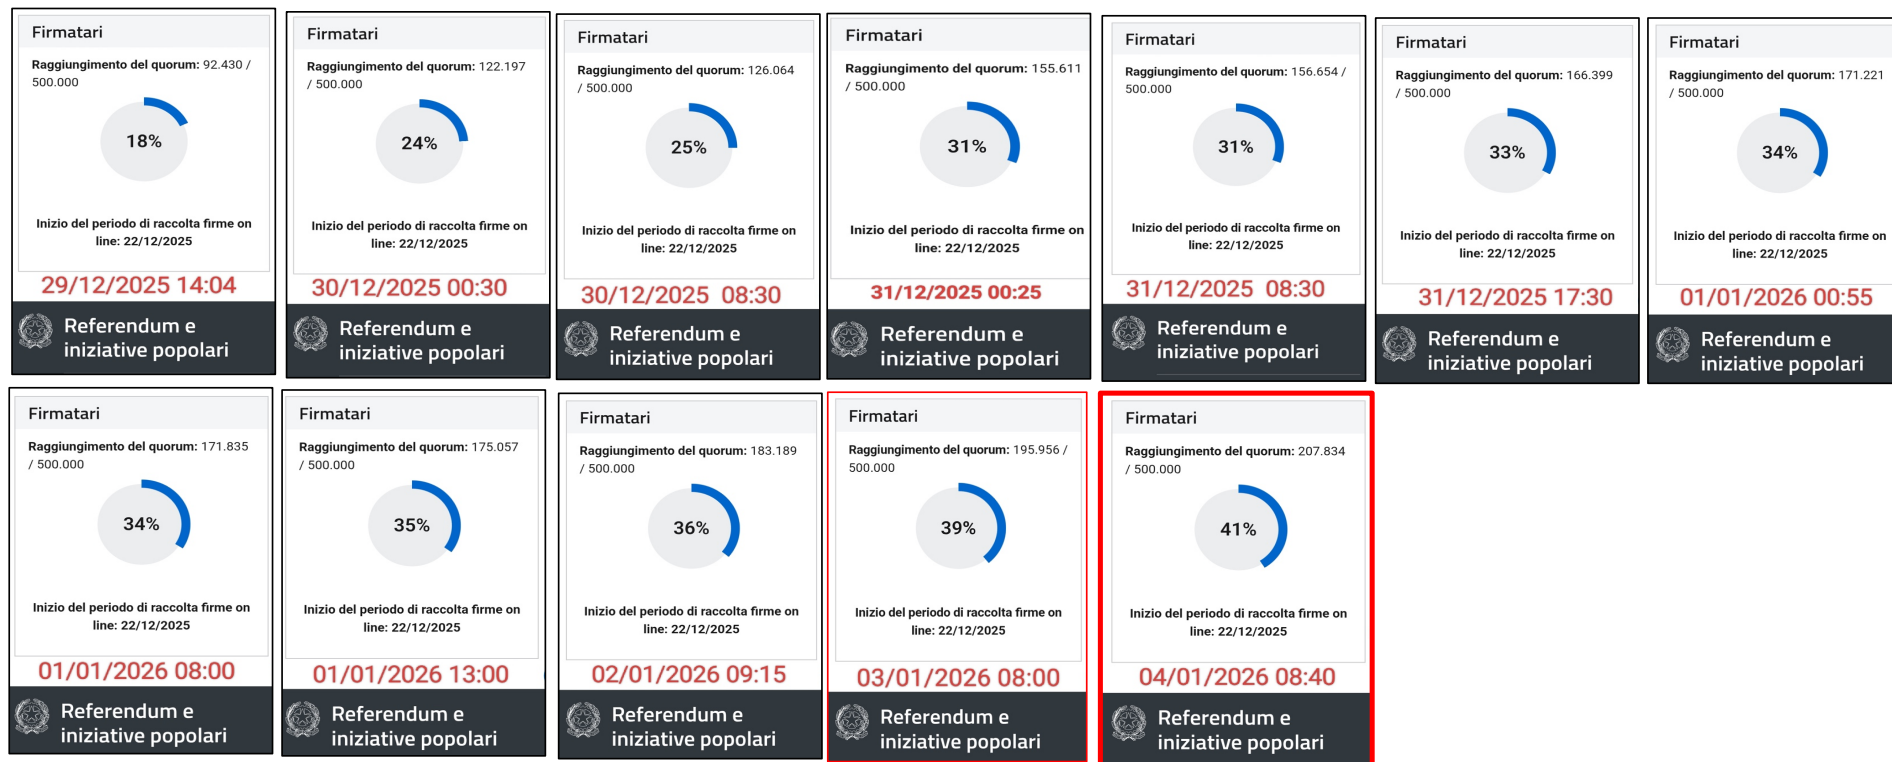 Firmatari
Raggiungimento del quorum: 92.430 /
500.000
18%
Inizio del periodo di raccolta firme on
line: 22/12/2025
29/12/2025 14:04
Referendum e
iniziative popolari
Firmatari
Raggiungimento del quorum: 122.197
/ 500.000
24%
Inizio del periodo di raccolta firme on
line: 22/12/2025
30/12/2025 00:30
Referendum e
iniziative popolari
Firmatari
Raggiungimento del quorum: 126.064
/ 500.000
25%
Inizio del periodo di raccolta firme on
line: 22/12/2025
30/12/2025 08:30
Referendum e
iniziative popolari
Firmatari
Raggiungimento del quorum: 155.611
/ 500.000
31%
Inizio del periodo di raccolta firme on
line: 22/12/2025
31/12/2025 00:25
Referendum e
iniziative popolari
Firmatari
Raggiungimento del quorum: 156.654 /
500.000
31%
Inizio del periodo di raccolta firme on
line: 22/12/2025
31/12/2025 08:30
Referendum e
iniziative popolari
Firmatari
Raggiungimento del quorum: 166.399
/ 500.000
33%
Inizio del periodo di raccolta firme on
line: 22/12/2025
31/12/2025 17:30
Referendum e
iniziative popolari
Firmatari
Raggiungimento del quorum: 171.221
/ 500.000
34%
Inizio del periodo di raccolta firme on
line: 22/12/2025
01/01/2026 00:55
Referendum e
iniziative popolari
Firmatari
Raggiungimento del quorum: 171.835
/ 500.000
34%
Inizio del periodo di raccolta firme on
line: 22/12/2025
01/01/2026 08:00
Referendum e
iniziative popolari
Firmatari
Raggiungimento del quorum: 175.057
/ 500.000
35%
Inizio del periodo di raccolta firme on
line: 22/12/2025
01/01/2026 13:00
Referendum e
iniziative popolari
Firmatari
Raggiungimento del quorum: 183.189
/ 500.000
36%
Inizio del periodo di raccolta firme on
line: 22/12/2025
02/01/2026 09:15
Referendum e
iniziative popolari
Firmatari
Raggiungimento del quorum: 195.956 /
500.000
39%
Inizio del periodo di raccolta firme on
line: 22/12/2025
03/01/2026 08:00
Referendum e
iniziative popolari
Firmatari
Raggiungimento del quorum: 207.834
/ 500.000
41%
Inizio del periodo di raccolta firme on
line: 22/12/2025
04/01/2026 08:40
Referendum e
iniziative popolari